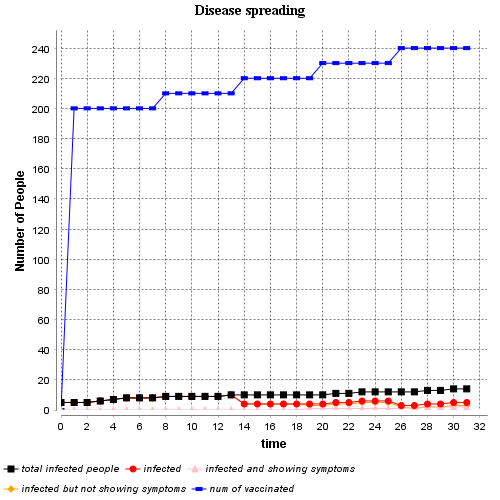 Disease spreading
Number of People
240
220
200
180
160
140
120
100
80
60
40
20
0
0 2 4 6 8 10 12 14 16 18 20 22 24 26 28 30 32
time
total infected people infected infected and showing symptoms
infected but not showing symptoms num of vaccinated